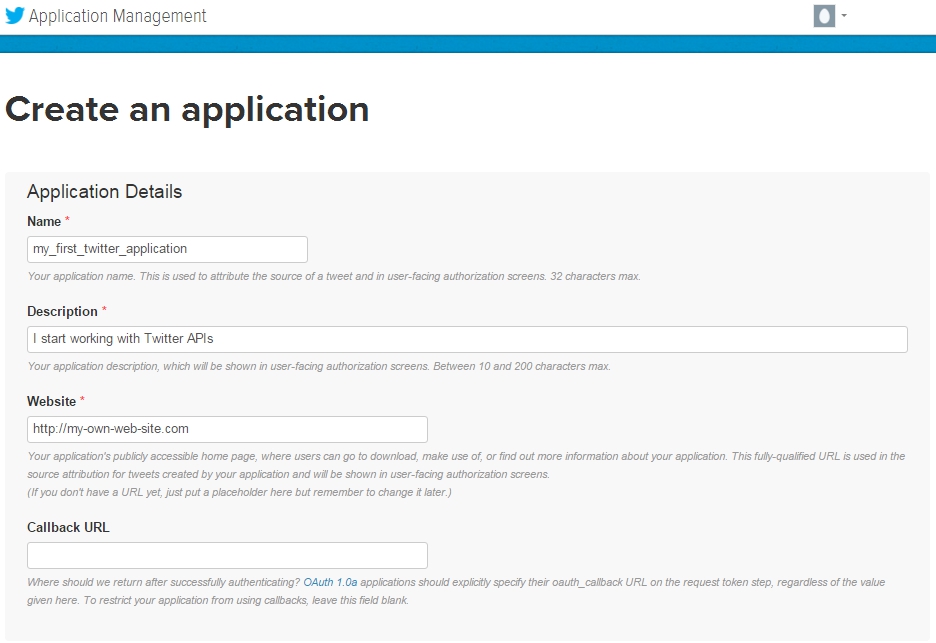 Application Management
Create an application
Application Details
Name *
my_first_twitter_application
Your application name. This is used to attribute the source of a tweet and in user-facing authorization screens. 32 characters max.
Description *
I start working with Twitter APIs
Your application description, which will be shown in user-facing authorization screens. Between 10 and 200 characters max.
Website *
http://my-own-web-site.com
Your application's publicly accessible home page, where users can go to download, make use of, or find out more information about your application. This fully-qualified URL is used in the
source attribution for tweets created by your application and will be shown in user-facing authorization screens.
(If you don't have a URL yet, just put a placeholder here but remember to change it later.)
Callback URL
Where should we return after successfully authenticating? OAuth 1.0a applications should explicitly specify their oauth_callback URL on the request token step, regardless of the value
given here. To restrict your application from using callbacks, leave this field blank.